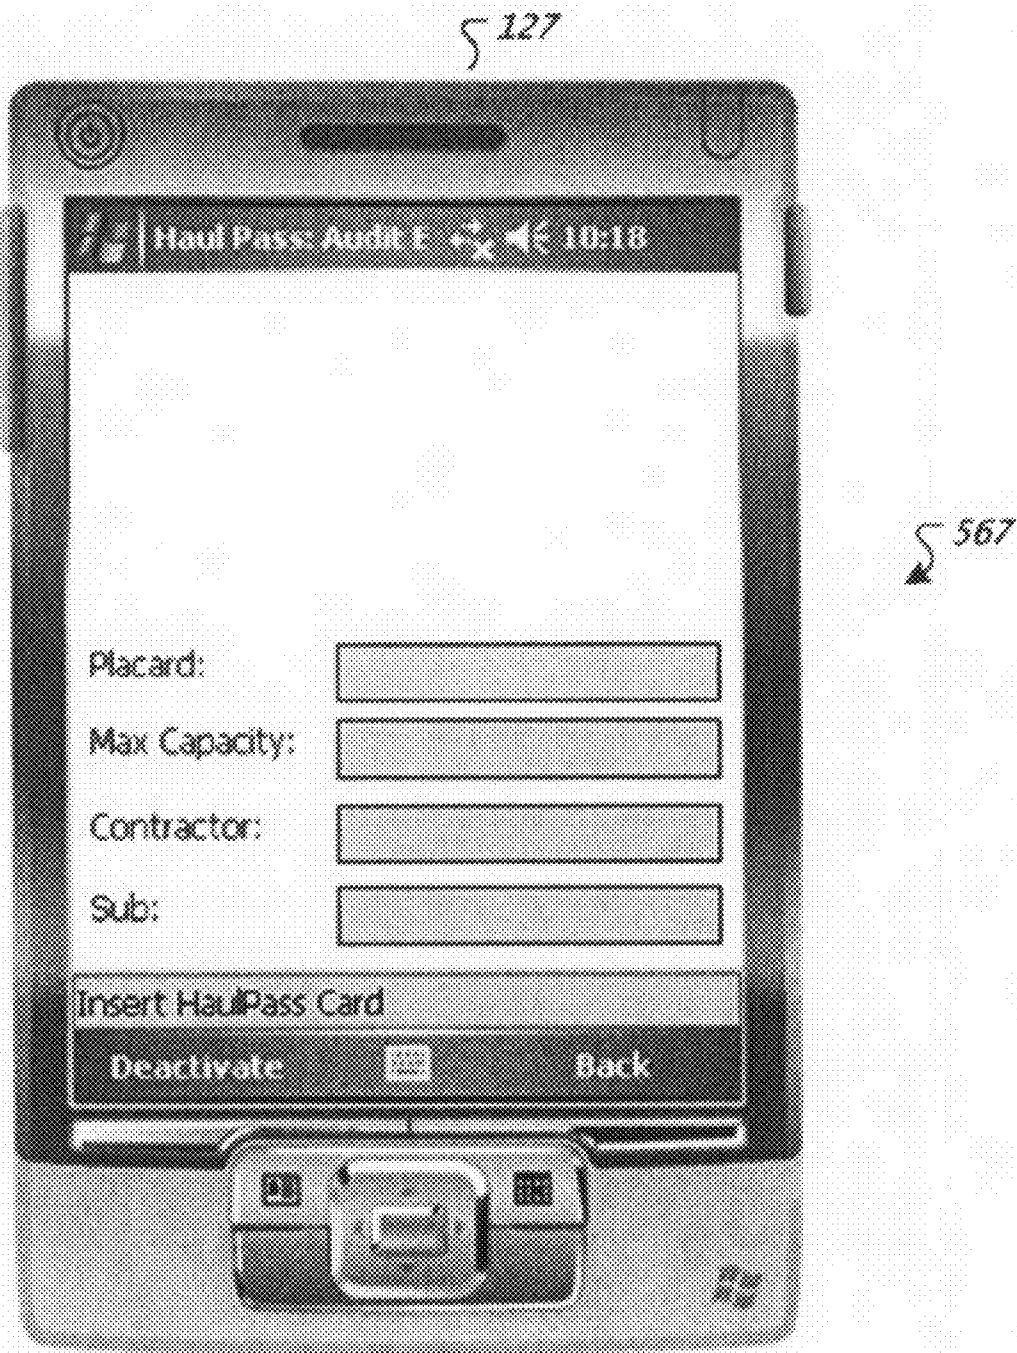 127
Haul Pass: Audit E 10:18
567
Placard:
Max Capacity:
Contractor:
Sub:
Insert HaulPass Card
Deactivate Back